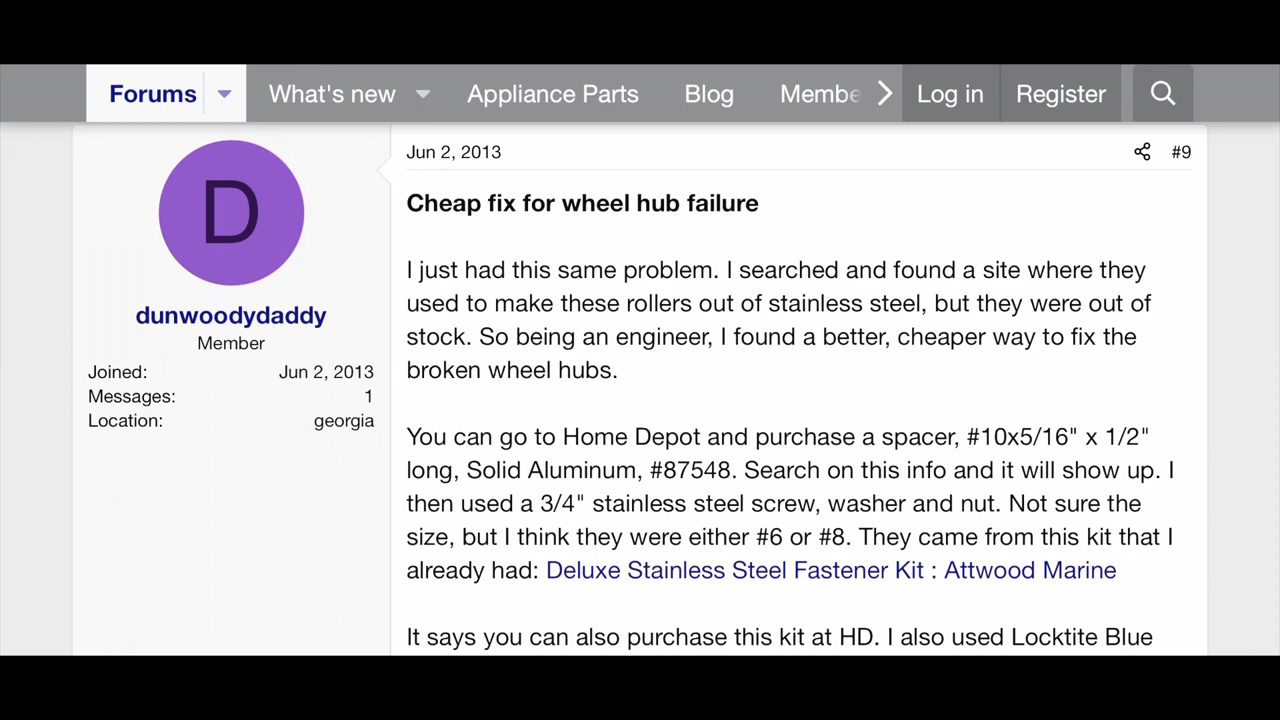 Forums What's new Appliance Parts Blog Membe Log in Register
D
dunwoodydaddy
Member
Joined: Jun 2, 2013
Messages: 1
Location: georgia
Jun 2, 2013 #9
Cheap fix for wheel hub failure
I just had this same problem. I searched and found a site where they
used to make these rollers out of stainless steel, but they were out of
stock. So being an engineer, I found a better, cheaper way to fix the
broken wheel hubs.
You can go to Home Depot and purchase a spacer, #10x5/16" x 1/2"
long, Solid Aluminum, #87548. Search on this info and it will show up. I
then used a 3/4" stainless steel screw, washer and nut. Not sure the
size, but I think they were either #6 or #8. They came from this kit that I
already had: Deluxe Stainless Steel Fastener Kit : Attwood Marine
It says you can also purchase this kit at HD. I also used Locktite Blue